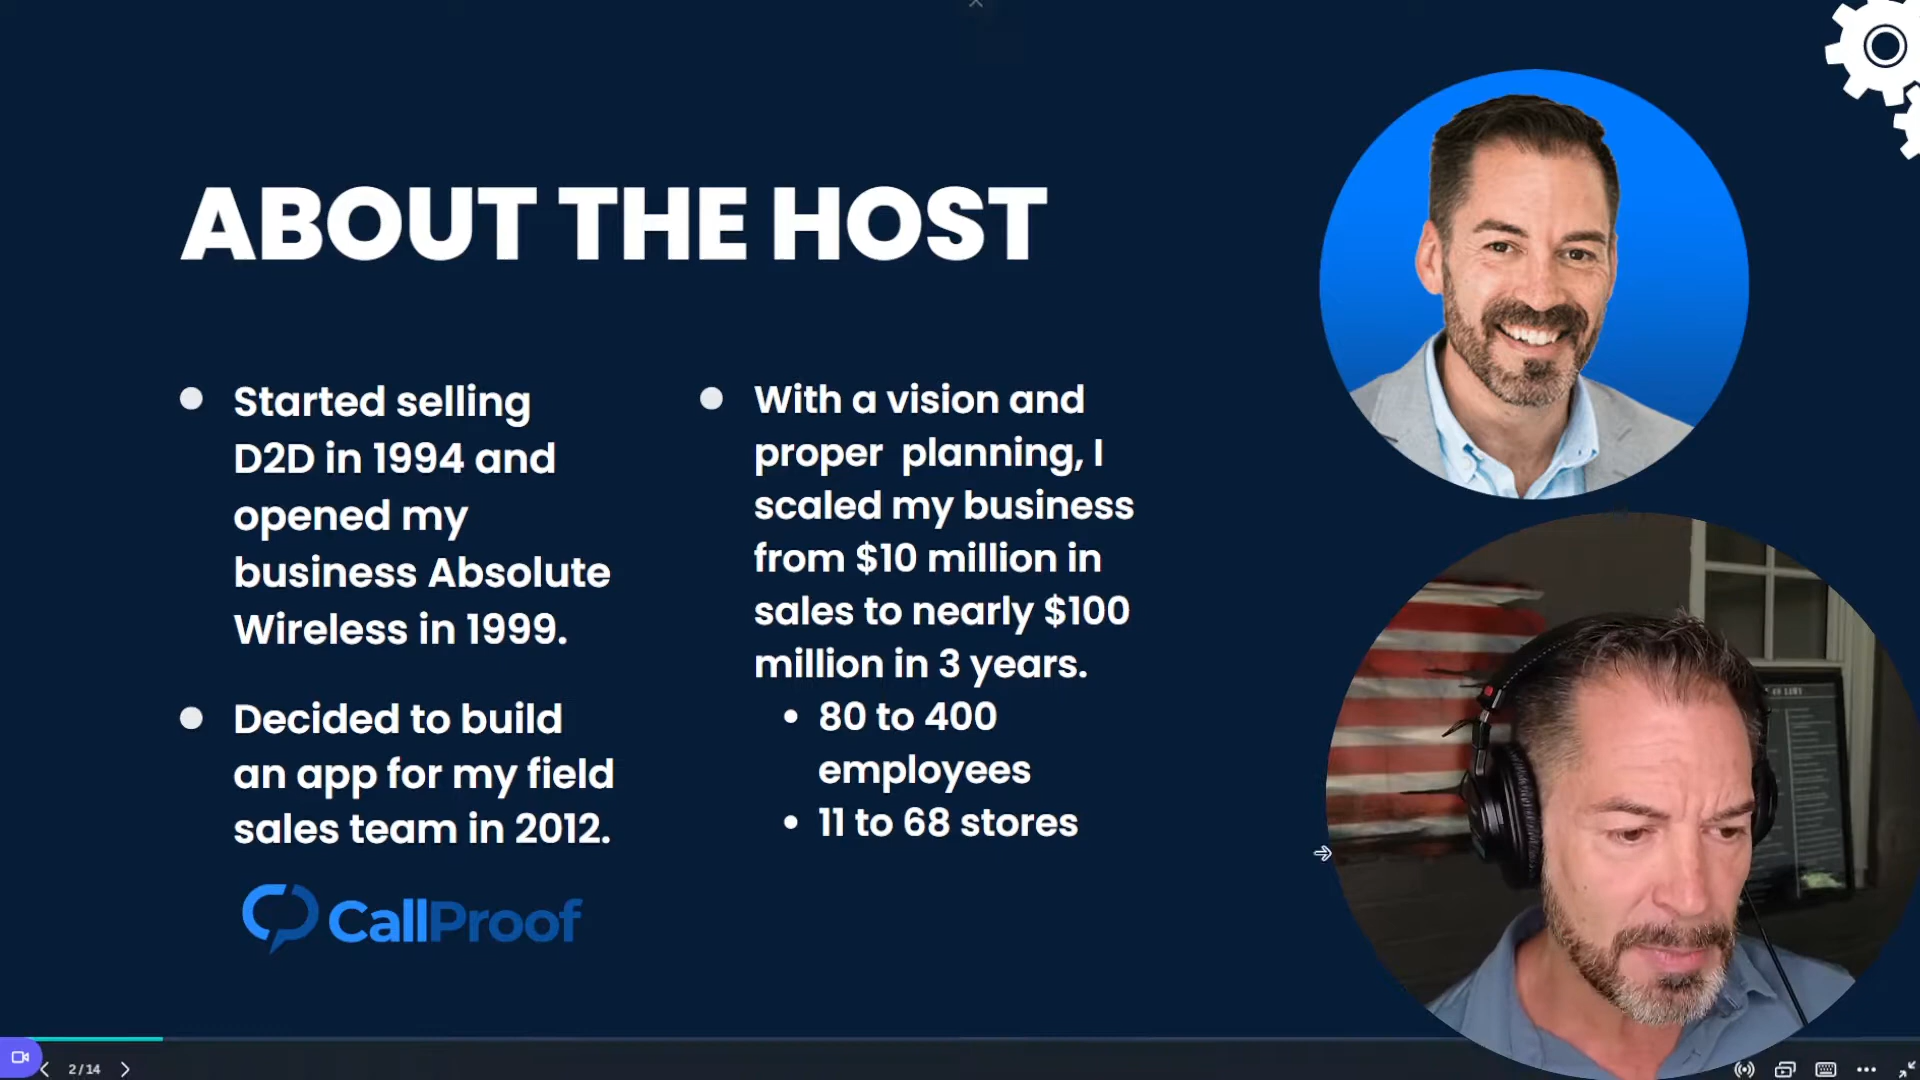 ABOUT THE HOST
Started selling
D2D in 1994 and
opened my
business Absolute
Wireless in 1999.
Decided to build
an app for my field
sales team in 2012.
CallProof
With a vision and
proper planning, I
scaled my business
from $10 million in
sales to nearly $100
million in 3 years.
80 to 400
employees
11 to 68 stores
2/14